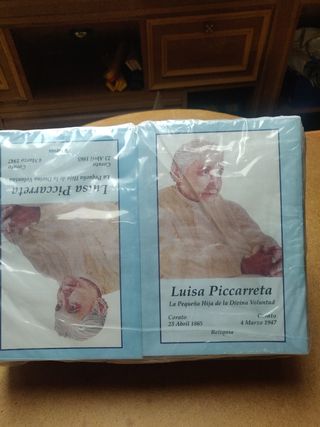 Luisa Piccarreta
La Pequeña Hija de la Divina Voluntad
Corato Corato
23 Abril 1865 4 Marzo 1947
Reliquia
Luisa Piccarreta
La Pequeña Hija de la Divina Voluntad
Corato Corato
23 Abril 1865 4 Marzo 1947